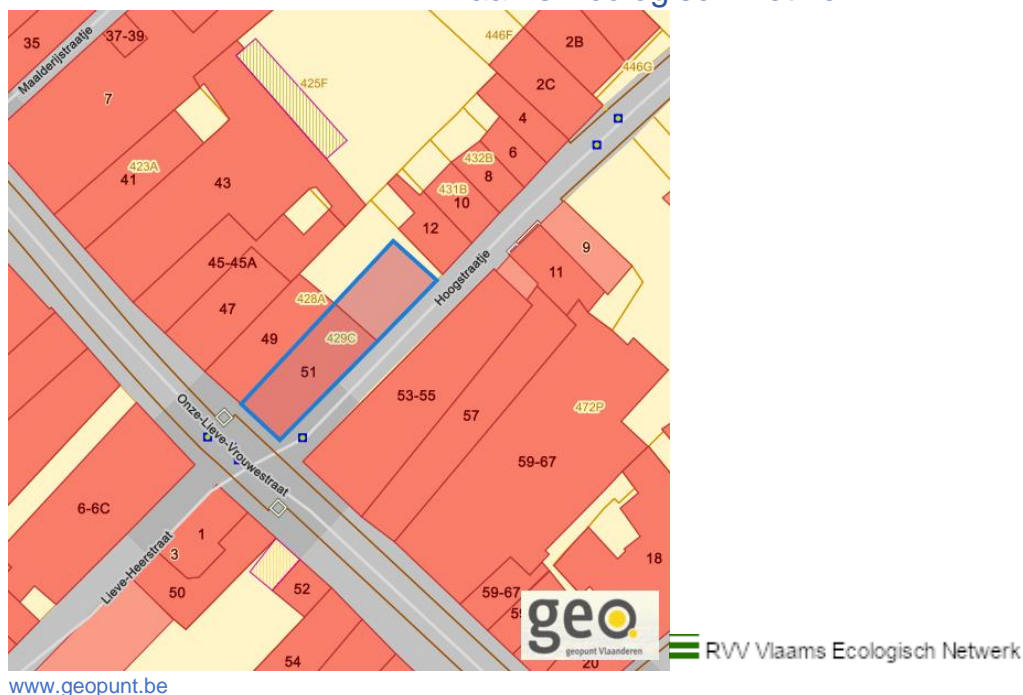 35
37-39
Maalderijstraatje
7
425F
446F
2B
446G
2C
4
6
432B
8
431B
10
12
423A
41
43
9
11
Hoogstraatje
45-45A
428A
47
49
429C
51
53-55
57
472P
59-67
Onze-Lieve-Vrouwestraat
6-6C
1
3
Lieve-Heerstraat
50
52
54
18
59-67
20
geo
geopunt Vlaanderen
RVV Vlaams Ecologisch Netwerk
www.geopunt.be